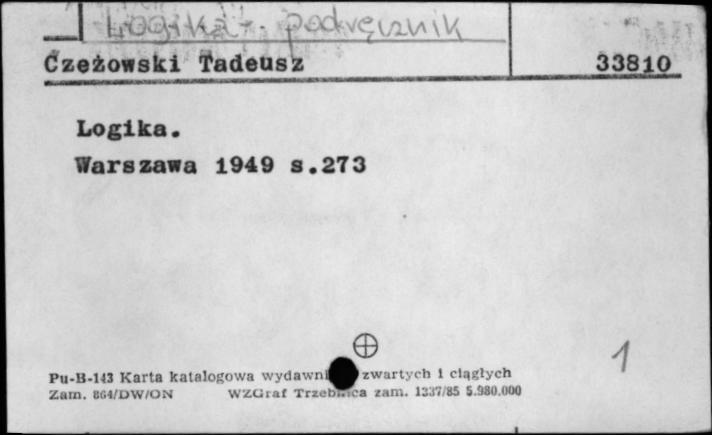 Logika - podręcznik
Czeżowski Tadeusz 33810
Logika.
Warszawa 1949 s.273
1
Pu-B-143 Karta katalogowa wydawni zwartych i ciągłych
Zam. 864/DW/ON WZGraf Trzebnica zam. 1337/85 5.980.000